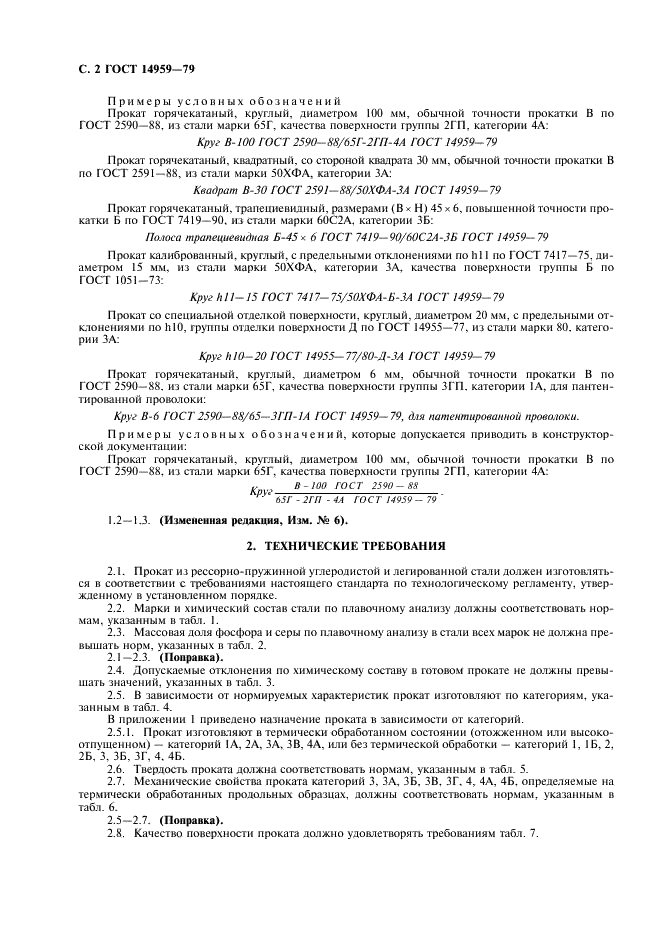 С. 2 ГОСТ 14959—79
Примеры условных обозначений
Прокат горячекатаный, круглый, диаметром 100 мм, обычной точности прокатки В по
ГОСТ 2590—88, из стали марки 65Г, качества поверхности группы 2ГП, категории 4А:
Круг В-100 ГОСТ 2590—88/65Г-2ГП-4А ГОСТ 14959—79
Прокат горячекатаный, квадратный, со стороной квадрата 30 мм, обычной точности прокатки В
по ГОСТ 2591—88, из стали марки 50ХФА, категории 3А:
Квадрат В-30 ГОСТ 2591—88/50ХФА-3А ГОСТ 14959—79
Прокат горячекатаный, трапециевидный, размерами (В × Н) 45 × 6, повышенной точности про-
катки Б по ГОСТ 7419—90, из стали марки 60С2А, категории 3Б:
Полоса трапециевидная Б-45 × 6 ГОСТ 7419—90/60С2А-3Б ГОСТ 14959—79
Прокат калиброванный, круглый, с предельными отклонениями по h11 по ГОСТ 7417—75, ди-
аметром 15 мм, из стали марки 50ХФА, категории 3А, качества поверхности группы Б по
ГОСТ 1051—73:
Круг h11—15 ГОСТ 7417—75/50ХФА-Б-3А ГОСТ 14959—79
Прокат со специальной отделкой поверхности, круглый, диаметром 20 мм, с предельными от-
клонениями по h10, группы отделки поверхности Д по ГОСТ 14955—77, из стали марки 80, катего-
рии 3А:
Круг h10—20 ГОСТ 14955—77/80-Д-3А ГОСТ 14959—79
Прокат горячекатаный, круглый, диаметром 6 мм, обычной точности прокатки В по
ГОСТ 2590—88, из стали марки 65Г, качества поверхности группы 3ГП, категории 1А, для пантен-
тированной проволоки:
Круг В-6 ГОСТ 2590—88/65—3ГП-1А ГОСТ 14959—79, для патентированной проволоки.
Примеры условных обозначений, которые допускается приводить в конструктор-
ской документации:
Прокат горячекатаный, круглый, диаметром 100 мм, обычной точности прокатки В по
ГОСТ 2590—88, из стали марки 65Г, качества поверхности группы 2ГП, категории 4А:
В – 100 ГОСТ 2590 — 88
Круг
65Г - 2ГП - 4А ГОСТ 14959 — 79 .
1.2—1.3. (Измененная редакция, Изм. № 6).
2. ТЕХНИЧЕСКИЕ ТРЕБОВАНИЯ
2.1. Прокат из рессорно-пружинной углеродистой и легированной стали должен изготовлять-
ся в соответствии с требованиями настоящего стандарта по технологическому регламенту, утвер-
жденному в установленном порядке.
2.2. Марки и химический состав стали по плавочному анализу должны соответствовать нор-
мам, указанным в табл. 1.
2.3. Массовая доля фосфора и серы по плавочному анализу в стали всех марок не должна пре-
вышать норм, указанных в табл. 2.
2.1—2.3. (Поправка).
2.4. Допускаемые отклонения по химическому составу в готовом прокате не должны превы-
шать значений, указанных в табл. 3.
2.5. В зависимости от нормируемых характеристик прокат изготовляют по категориям, ука-
занным в табл. 4.
В приложении 1 приведено назначение проката в зависимости от категорий.
2.5.1. Прокат изготовляют в термически обработанном состоянии (отожженном или высоко-
отпущенном) — категорий 1А, 2А, 3А, 3В, 4А, или без термической обработки — категорий 1, 1Б, 2,
2Б, 3, 3Б, 3Г, 4, 4Б.
2.6. Твердость проката должна соответствовать нормам, указанным в табл. 5.
2.7. Механические свойства проката категорий 3, 3А, 3Б, 3В, 3Г, 4, 4А, 4Б, определяемые на
термически обработанных продольных образцах, должны соответствовать нормам, указанным в
табл. 6.
2.5—2.7. (Поправка).
2.8. Качество поверхности проката должно удовлетворять требованиям табл. 7.